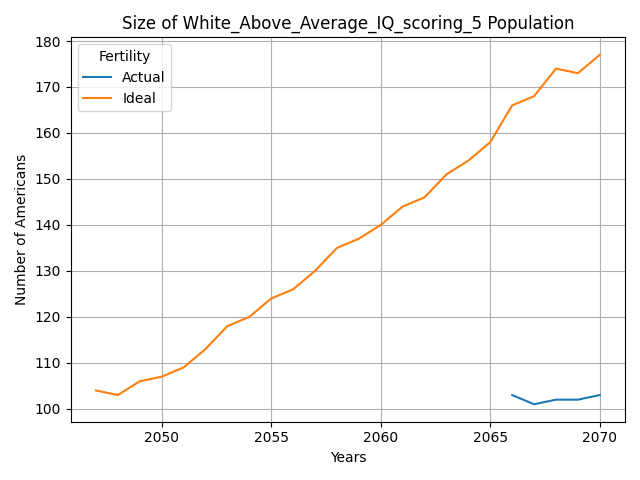 Size of White_Above_Average_IQ_scoring_5 Population
Fertility
Actual
Ideal
Number of Americans
180
170
160
150
140
130
120
110
100
2050
2055
2060
2065
2070
Years